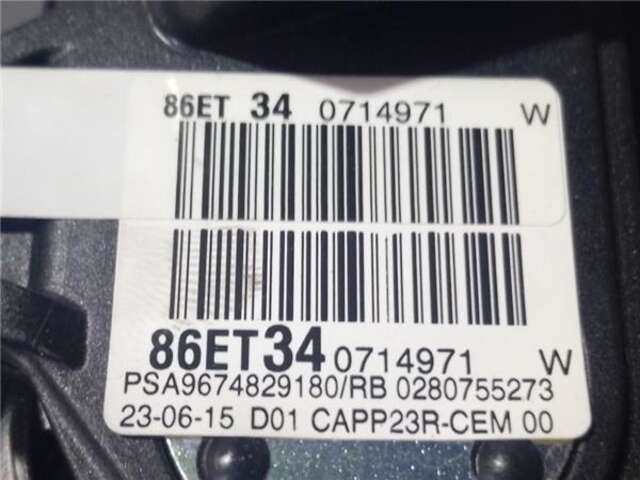 86ET 34 0714971 W
86ET34 0714971 W
PSA9674829180/RB 0280755273
23-06-15 D01 CAPP23R-CEM 00